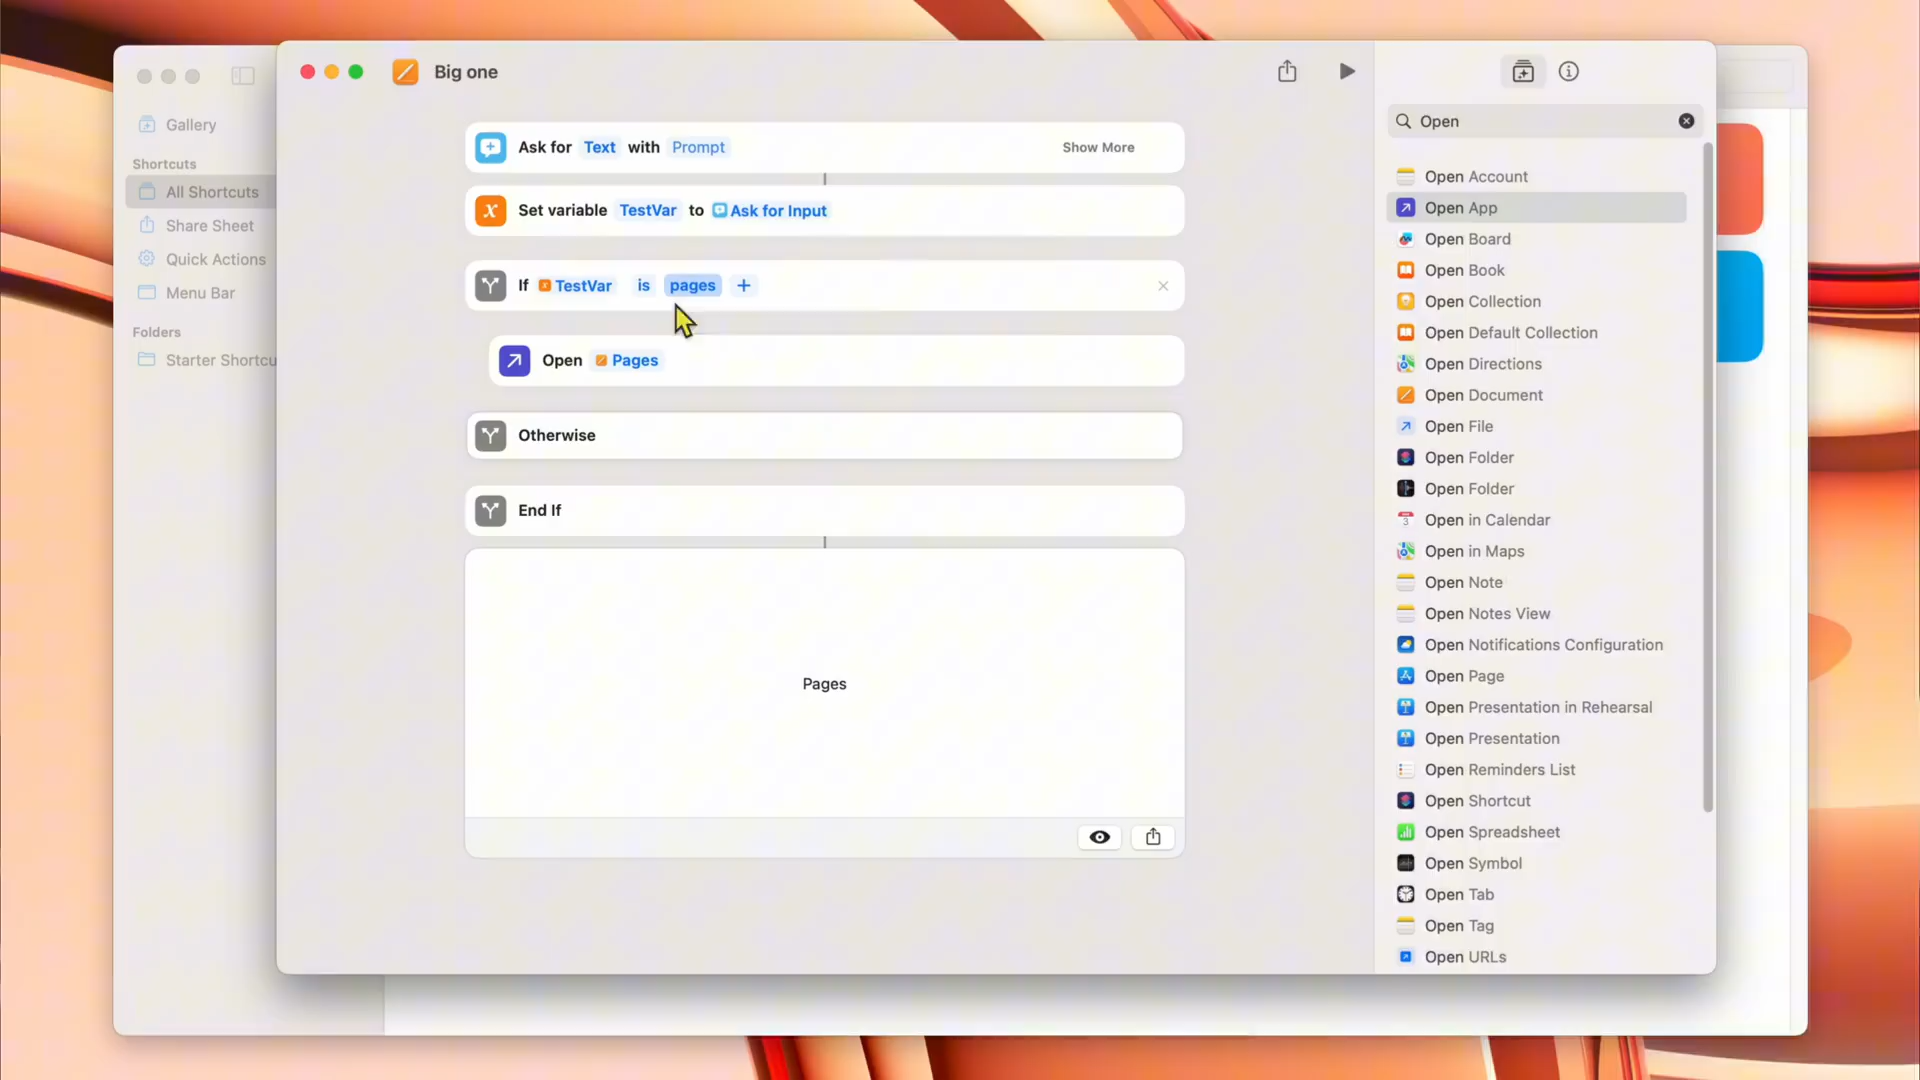 Big one
Gallery
Shortcuts
All Shortcuts
Share Sheet
Quick Actions
Menu Bar
Folders
Starter Shortcu
Ask for Text with Prompt
Show More
Set variable TestVar to Ask for Input
If TestVar is pages +
Open Pages
Otherwise
End If
Pages
Open
Open Account
Open App
Open Board
Open Book
Open Collection
Open Default Collection
Open Directions
Open Document
Open File
Open Folder
Open Folder
Open in Calendar
Open in Maps
Open Note
Open Notes View
Open Notifications Configuration
Open Page
Open Presentation in Rehearsal
Open Presentation
Open Reminders List
Open Shortcut
Open Spreadsheet
Open Symbol
Open Tab
Open Tag
Open URLs